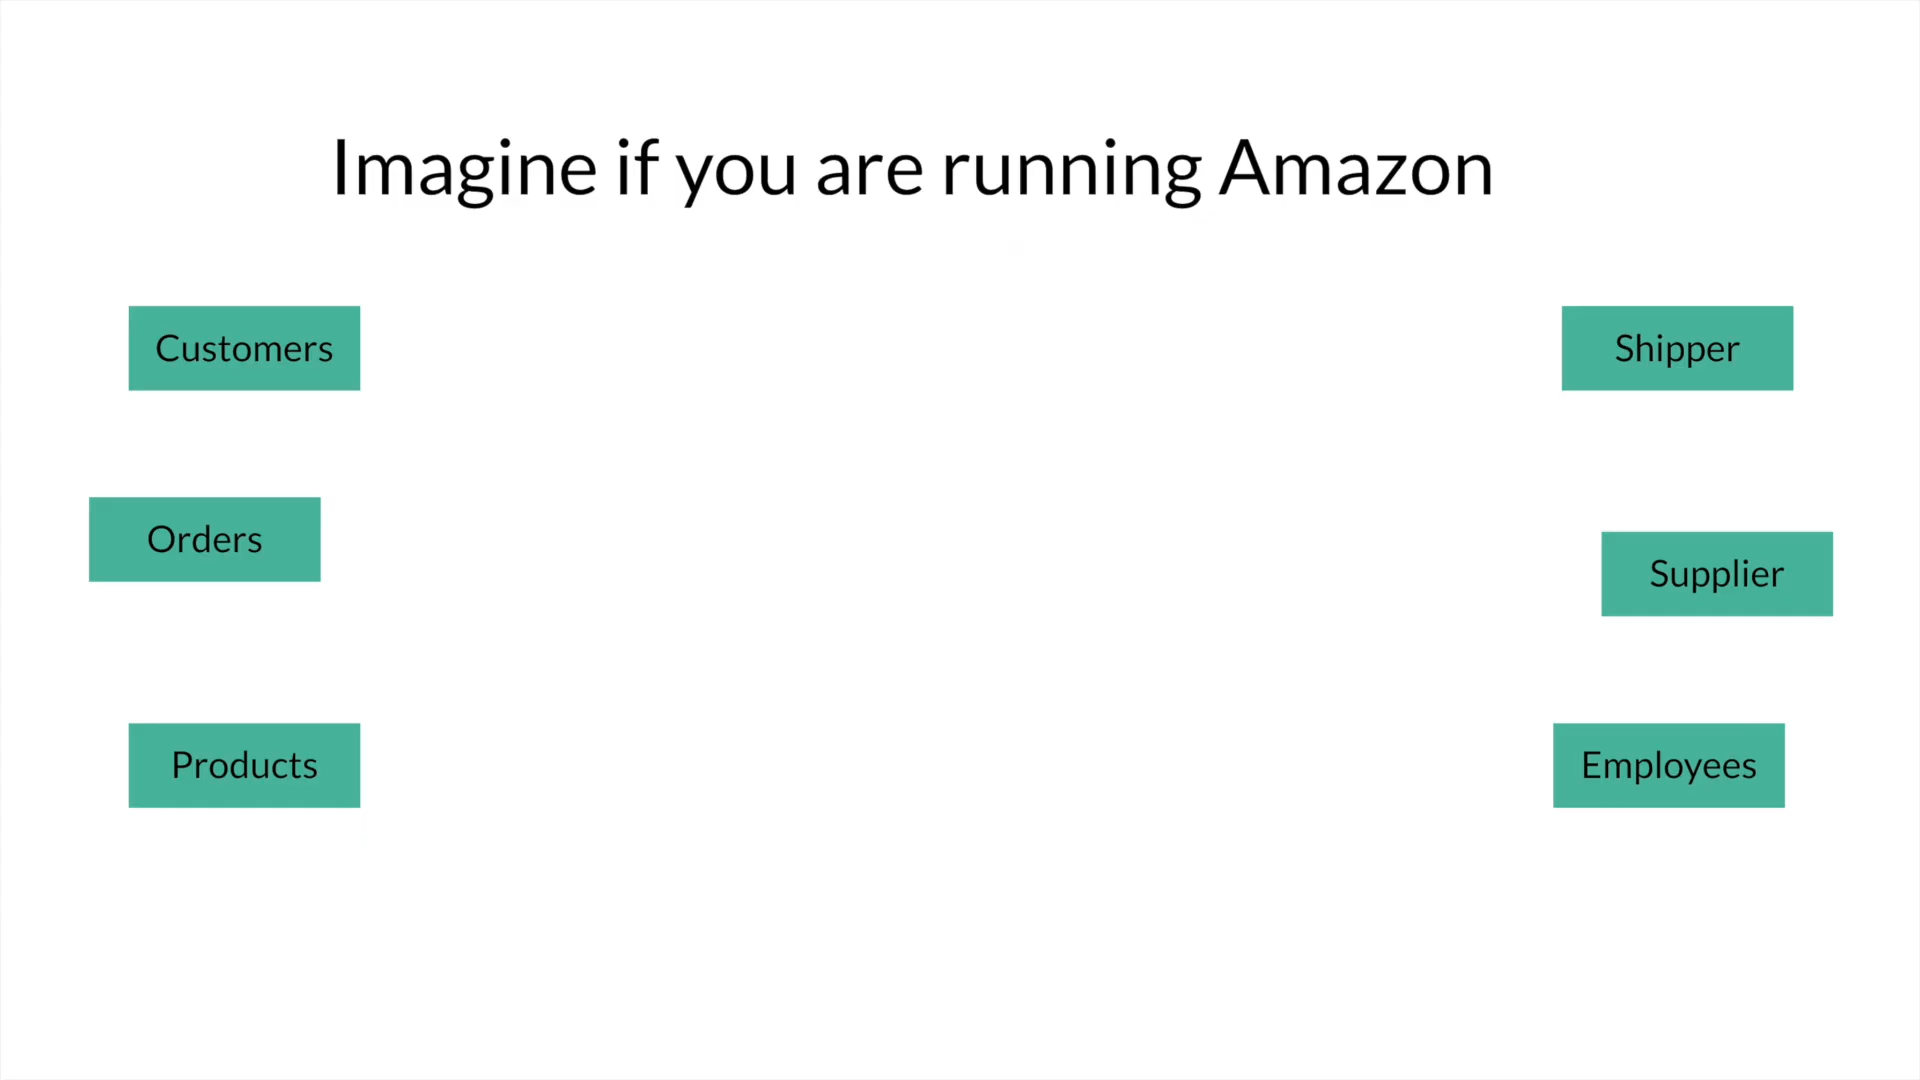 Imagine if you are running Amazon
Customers
Shipper
Orders
Supplier
Products
Employees